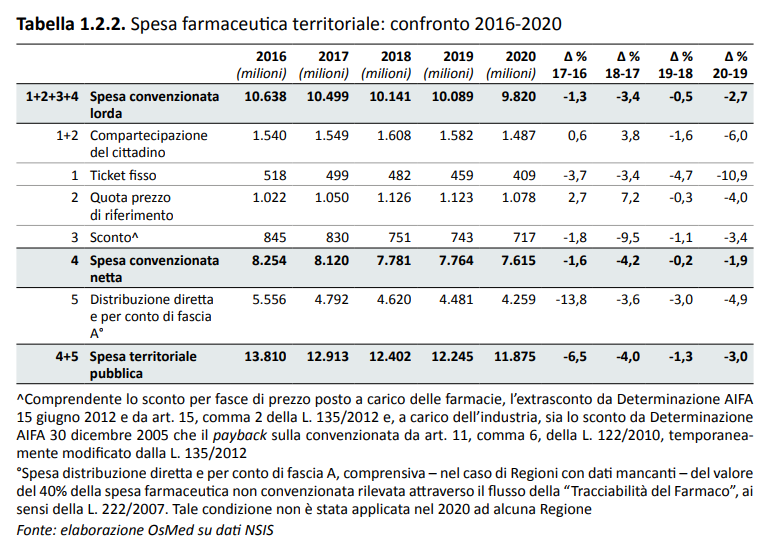 Tabella 1.2.2. Spesa farmaceutica territoriale: confronto 2016-2020
2016 2017 2018 2019 2020 Δ % Δ % Δ % Δ %
(milioni) (milioni) (milioni) (milioni) (milioni) 17-16 18-17 19-18 20-19
1+2+3+4 Spesa convenzionata 10.638 10.499 10.141 10.089 9.820 -1,3 -3,4 -0,5 -2,7
lorda
1+2 Compartecipazione 1.540 1.549 1.608 1.582 1.487 0,6 3,8 -1,6 -6,0
del cittadino
1 Ticket fisso 518 499 482 459 409 -3,7 -3,4 -4,7 -10,9
2 Quota prezzo 1.022 1.050 1.126 1.123 1.078 2,7 7,2 -0,3 -4,0
di riferimento
3 Sconto^ 845 830 751 743 717 -1,8 -9,5 -1,1 -3,4
4 Spesa convenzionata 8.254 8.120 7.781 7.764 7.615 -1,6 -4,2 -0,2 -1,9
netta
5 Distribuzione diretta 5.556 4.792 4.620 4.481 4.259 -13,8 -3,6 -3,0 -4,9
e per conto di fascia
A°
4+5 Spesa territoriale 13.810 12.913 12.402 12.245 11.875 -6,5 -4,0 -1,3 -3,0
pubblica
^Comprende lo sconto per fasce di prezzo posto a carico delle farmacie, l’extrasconto da Determinazione AIFA
15 giugno 2012 e da art. 15, comma 2 della L. 135/2012 e, a carico dell’industria, sia lo sconto da Determinazione
AIFA 30 dicembre 2005 che il payback sulla convenzionata da art. 11, comma 6, della L. 122/2010, temporanea-
mente modificato dalla L. 135/2012
°Spesa distribuzione diretta e per conto di fascia A, comprensiva – nel caso di Regioni con dati mancanti – del valore
del 40% della spesa farmaceutica non convenzionata rilevata attraverso il flusso della “Tracciabilità del Farmaco”, ai
sensi della L. 222/2007. Tale condizione non è stata applicata nel 2020 ad alcuna Regione
Fonte: elaborazione OsMed su dati NSIS